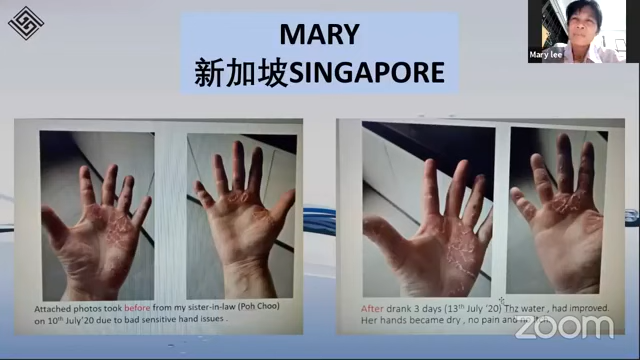 MARY
新加坡SINGAPORE
Mary lee
Attached photos took before from my sister-in-law (Poh Choo)
on 10th July'20 due to bad sensitive hand issues .
After drank 3 days (13th July '20) Thz water , had improved.
Her hands became dry , no pain and
zoom